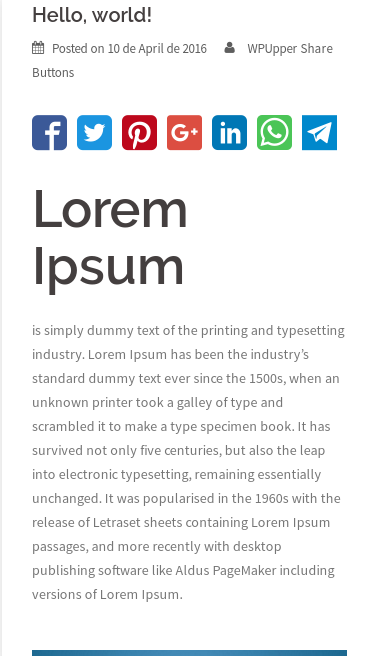 Hello, world!
Posted on 10 de April de 2016 WPUpper Share
Buttons
Lorem
Ipsum
is simply dummy text of the printing and typesetting
industry. Lorem Ipsum has been the industry’s
standard dummy text ever since the 1500s, when an
unknown printer took a galley of type and
scrambled it to make a type specimen book. It has
survived not only five centuries, but also the leap
into electronic typesetting, remaining essentially
unchanged. It was popularised in the 1960s with the
release of Letraset sheets containing Lorem Ipsum
passages, and more recently with desktop
publishing software like Aldus PageMaker including
versions of Lorem Ipsum.